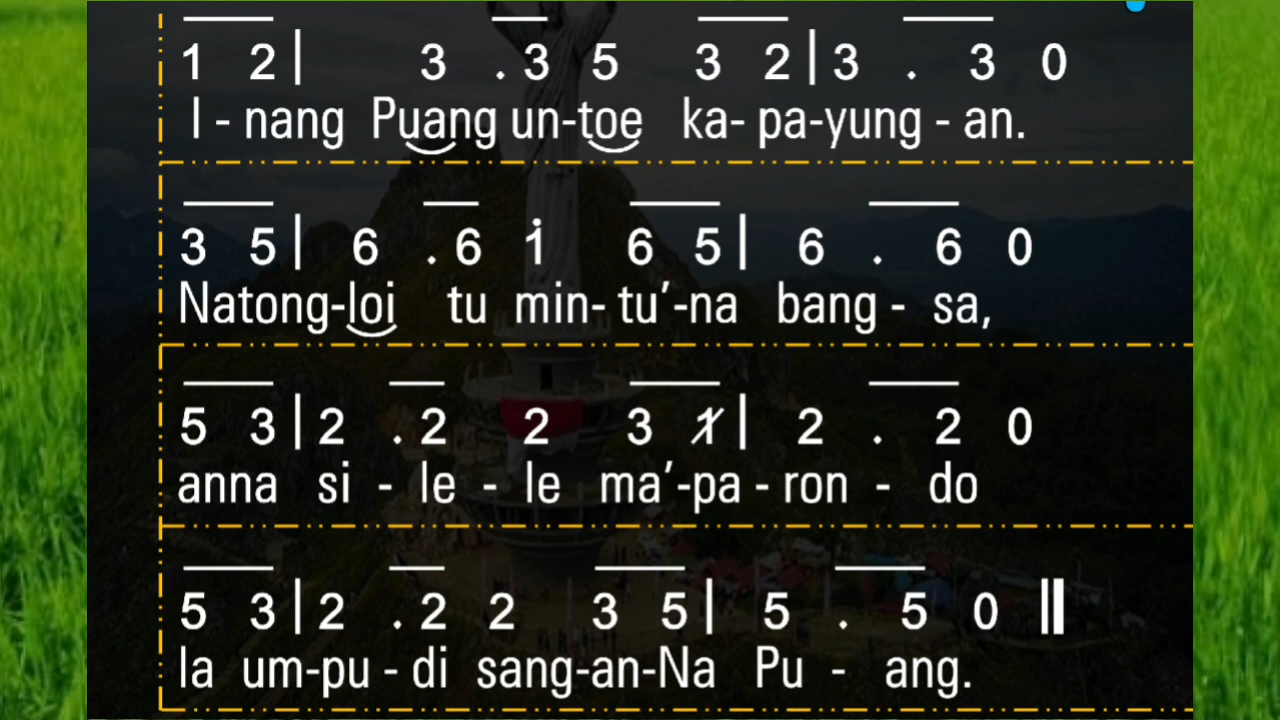 1 2| 3 . 3 5 3 2|3 . 3 0
I - nang Puang un-toe ka- pa-yung - an.
3 5| 6 . 6 i 6 5| 6 . 6 0
Natong-loi tu min- tu’-na bang - sa,
5 3|2 . 2 2 3 1̸| 2 . 2 0
anna si - le - le ma’-pa - ron - do
5 3|2 . 2 2 3 5| 5 . 5 0 ||
la um-pu - di sang-an-Na Pu - ang.